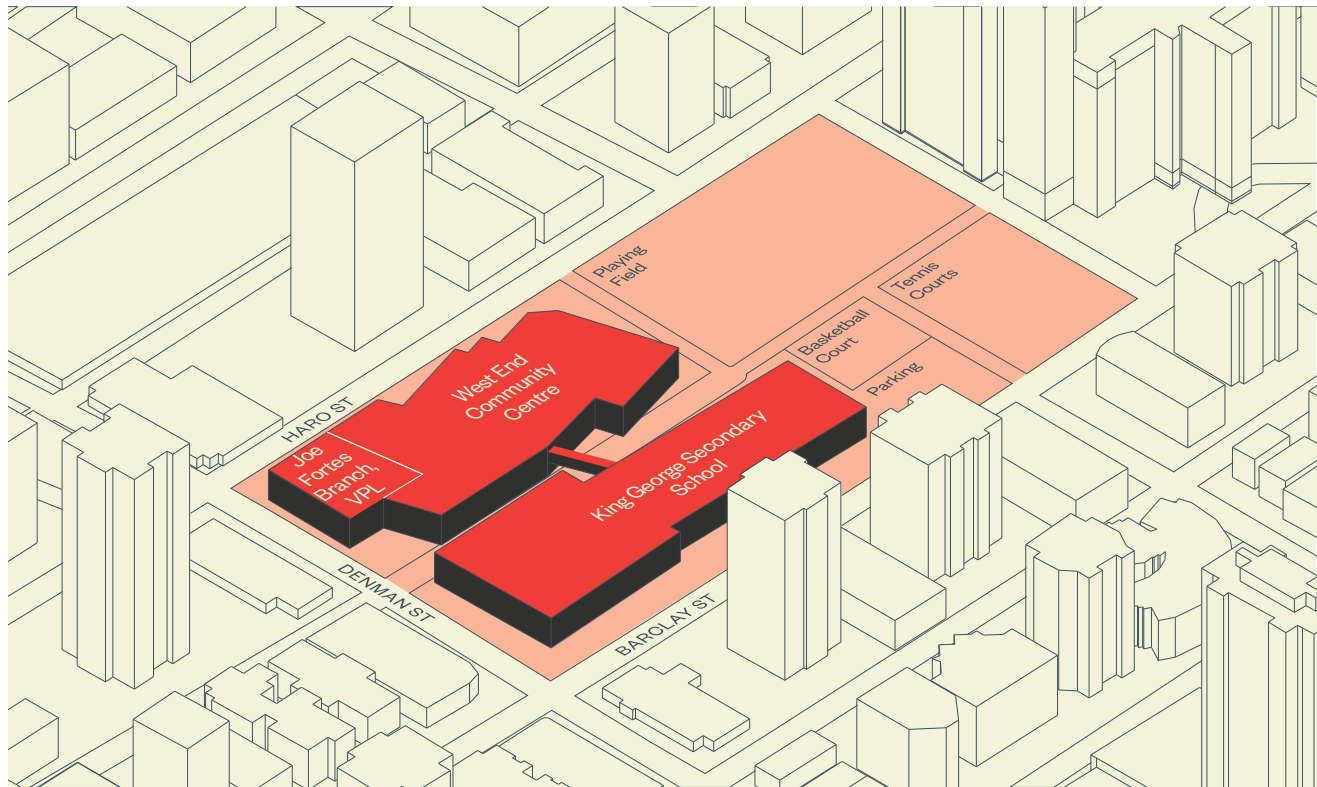 Playing
Field
Tennis
Courts
Basketball
Court
Parking
West End
Community
Centre
HARO ST
Joe
Fortes
Branch,
VPL
King George Secondary
School
DENMAN ST
BARCLAY ST